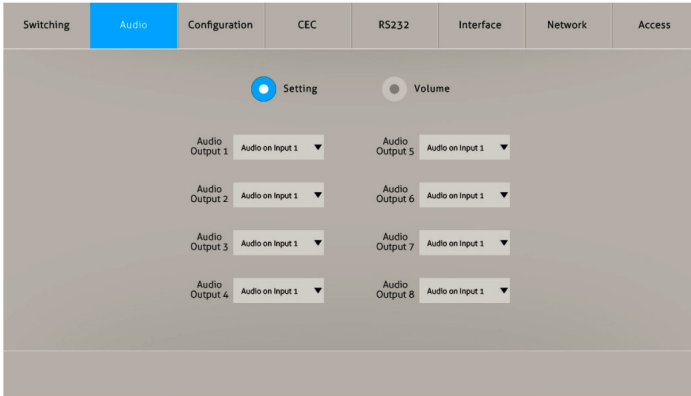 Switching Audio Configuration CEC RS232 Interface Network Access
Setting Volume
Audio
Output 1 Audio on Input 1
Audio
Output 5 Audio on Input 1
Audio
Output 2 Audio on Input 1
Audio
Output 6 Audio on Input 1
Audio
Output 3 Audio on Input 1
Audio
Output 7 Audio on Input 1
Audio
Output 4 Audio on Input 1
Audio
Output 8 Audio on Input 1